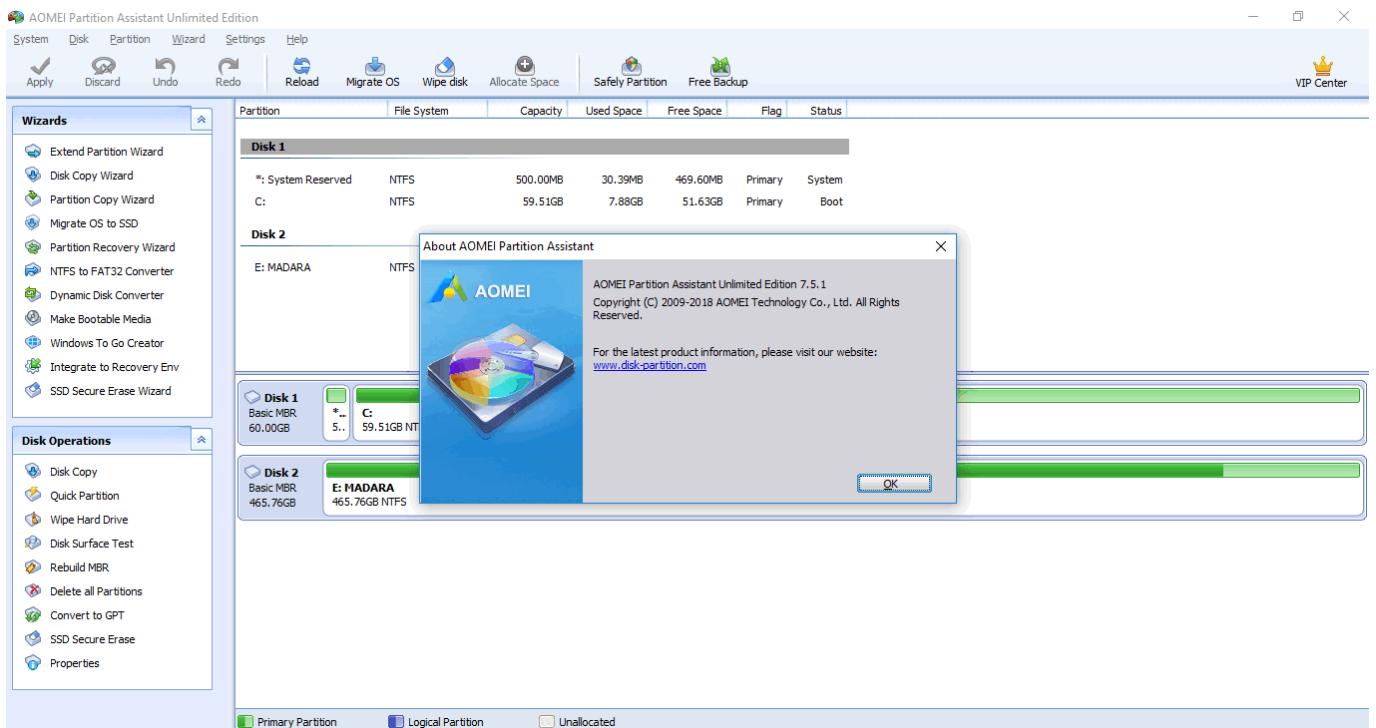 AOMEI Partition Assistant Unlimited Edition
System Disk Partition Wizard Settings Help
Apply Discard Undo Redo Reload Migrate OS Wipe disk Allocate Space Safely Partition Free Backup VIP Center
Wizards
Extend Partition Wizard
Disk Copy Wizard
Partition Copy Wizard
Migrate OS to SSD
Partition Recovery Wizard
NTFS to FAT32 Converter
Dynamic Disk Converter
Make Bootable Media
Windows To Go Creator
Integrate to Recovery Env
SSD Secure Erase Wizard
Disk Operations
Disk Copy
Quick Partition
Wipe Hard Drive
Disk Surface Test
Rebuild MBR
Delete all Partitions
Convert to GPT
SSD Secure Erase
Properties
Partition File System Capacity Used Space Free Space Flag Status
Disk 1
*: System Reserved NTFS 500.00MB 30.39MB 469.60MB Primary System
C: NTFS 59.51GB 7.88GB 51.63GB Primary Boot
Disk 2
E: MADARA NTFS
About AOMEI Partition Assistant
AOMEI
AOMEI Partition Assistant Unlimited Edition 7.5.1
Copyright (C) 2009-2018 AOMEI Technology Co., Ltd. All Rights
Reserved.
For the latest product information, please visit our website:
www.disk-partition.com
OK
Disk 1
Basic MBR
60.00GB
*...
5..
C:
59.51GB NT
Disk 2
Basic MBR
465.76GB
E: MADARA
465.76GB NTFS
Primary Partition Logical Partition Unallocated